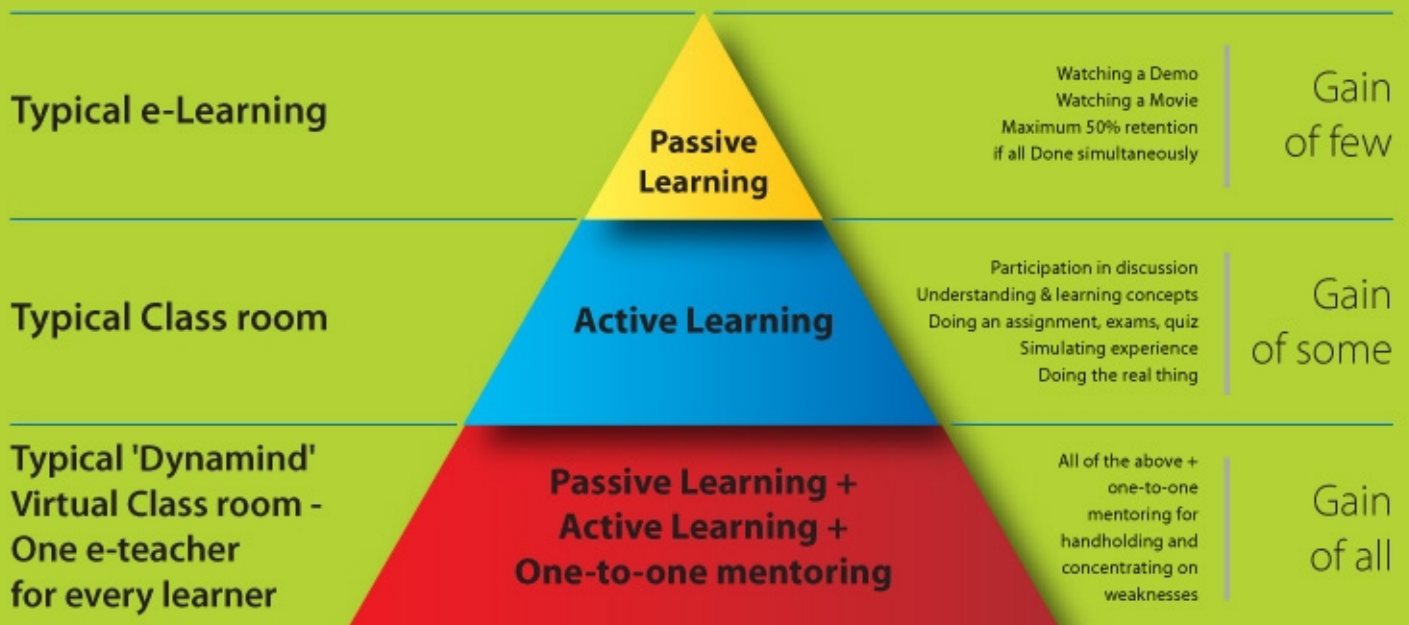 Typical e-Learning
Passive
Learning
Watching a Demo
Watching a Movie
Maximum 50% retention
if all Done simultaneously
Gain
of few
Typical Class room
Active Learning
Participation in discussion
Understanding & learning concepts
Doing an assignment, exams, quiz
Simulating experience
Doing the real thing
Gain
of some
Typical 'Dynamind'
Virtual Class room -
One e-teacher
for every learner
Passive Learning +
Active Learning +
One-to-one mentoring
All of the above +
one-to-one
mentoring for
handholding and
concentrating on
weaknesses
Gain
of all